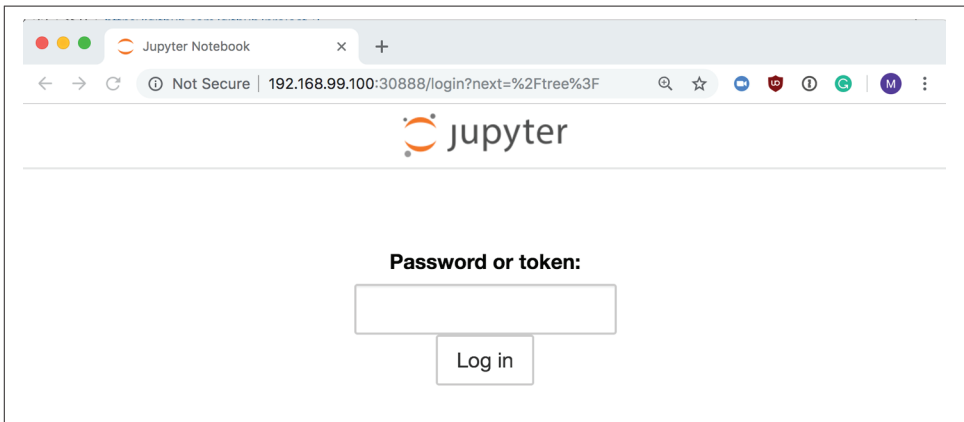 Jupyter Notebook
Not Secure | 192.168.99.100:30888/login?next=%2Ftree%3F
M
jupyter
Password or token:
Log in